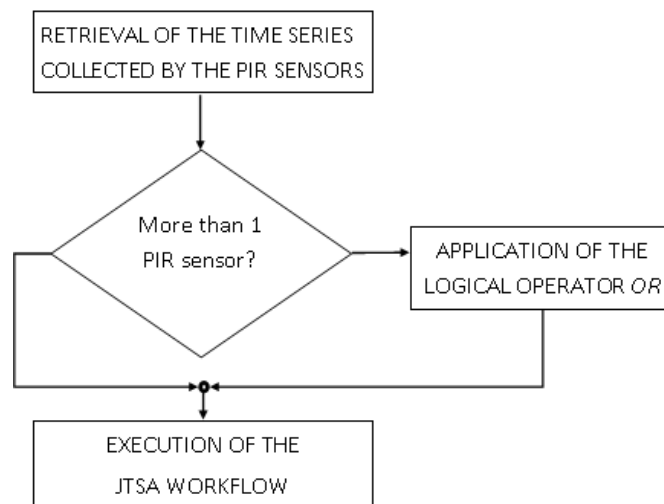 RETRIEVAL OF THE TIME SERIES
COLLECTED BY THE PIR SENSORS
More than 1
PIR sensor?
APPLICATION OF THE
LOGICAL OPERATOR OR
EXECUTION OF THE
JTSA WORKFLOW